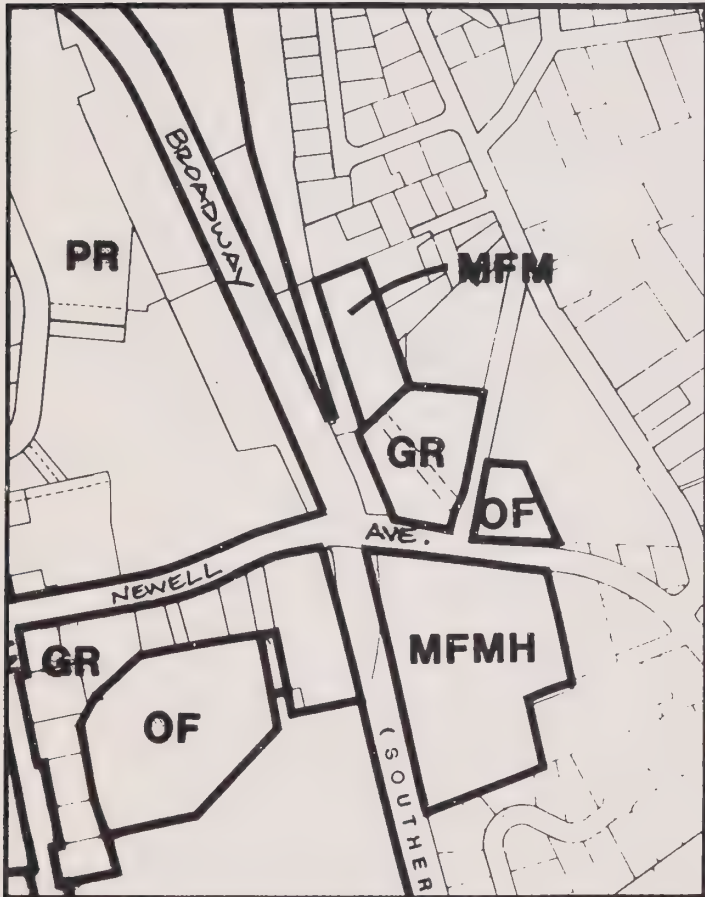 BROADWAY
PR
MFM
GR
OF
AVE.
NEWELL
GR
MFMH
OF
(SOUTHER